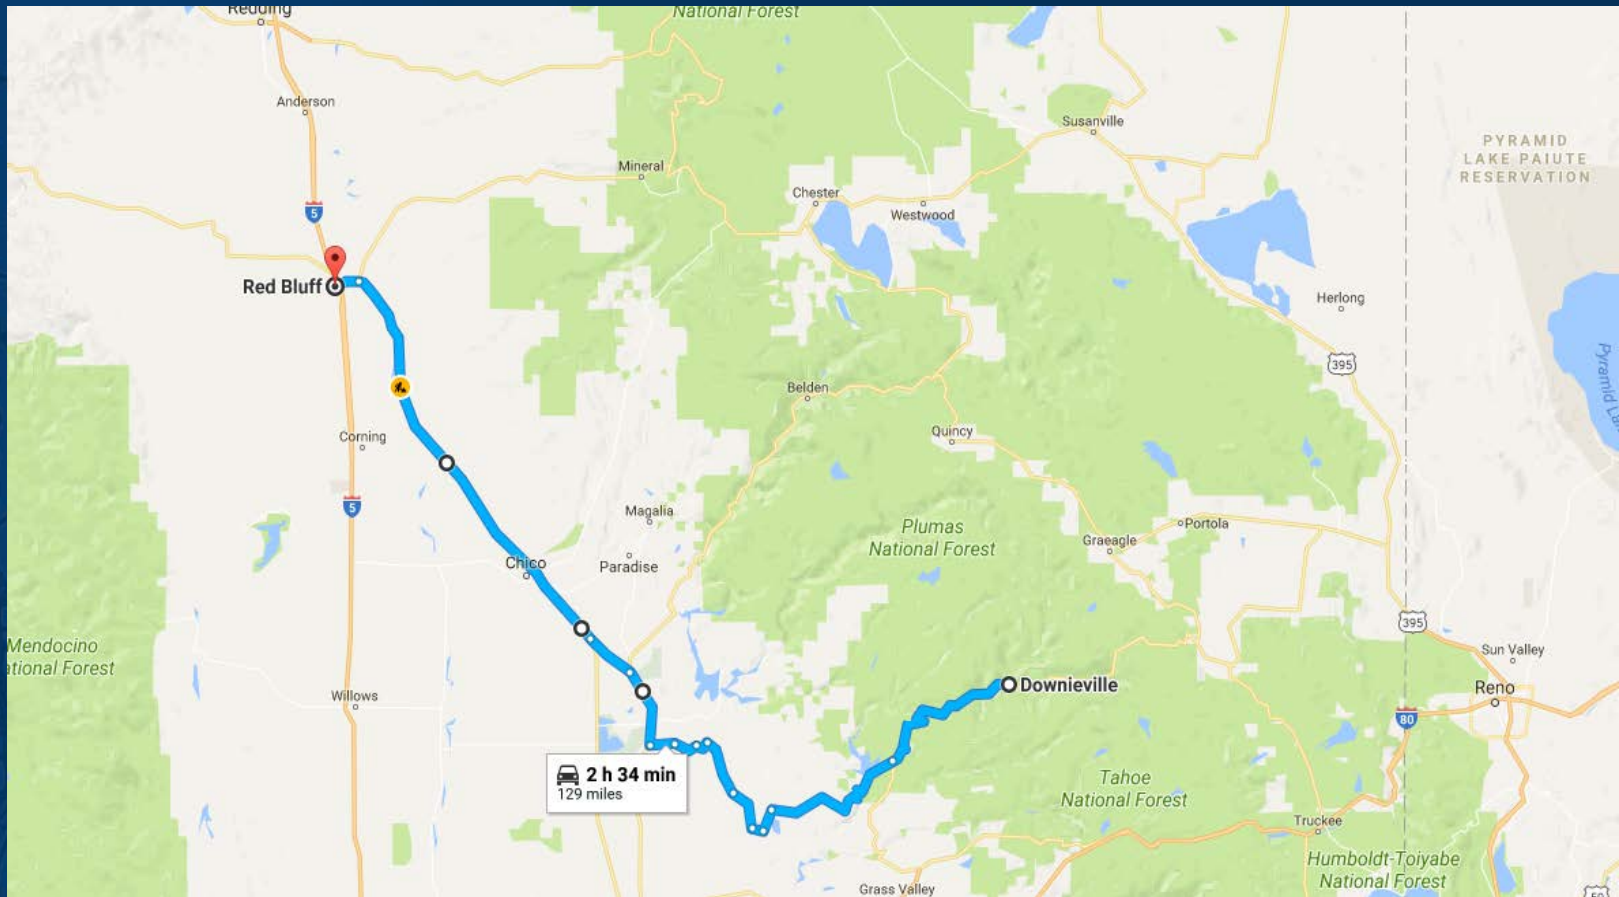 Redding
National Forest
Anderson
Susanville
PYRAMID
LAKE PAIUTE
RESERVATION
Mineral
Chester
Westwood
5
Red Bluff
Herlong
395
Pyramid
Belden
Corning
Quincy
5
Magalia
Plumas
National Forest
Portola
Graeagle
Chico
Paradise
395
Mendocino
ational Forest
Sun Valley
Downieville
Reno
Willows
80
2 h 34 min
129 miles
Tahoe
National Forest
Truckee
Humboldt-Toiyabe
National Forest
Grass Valley